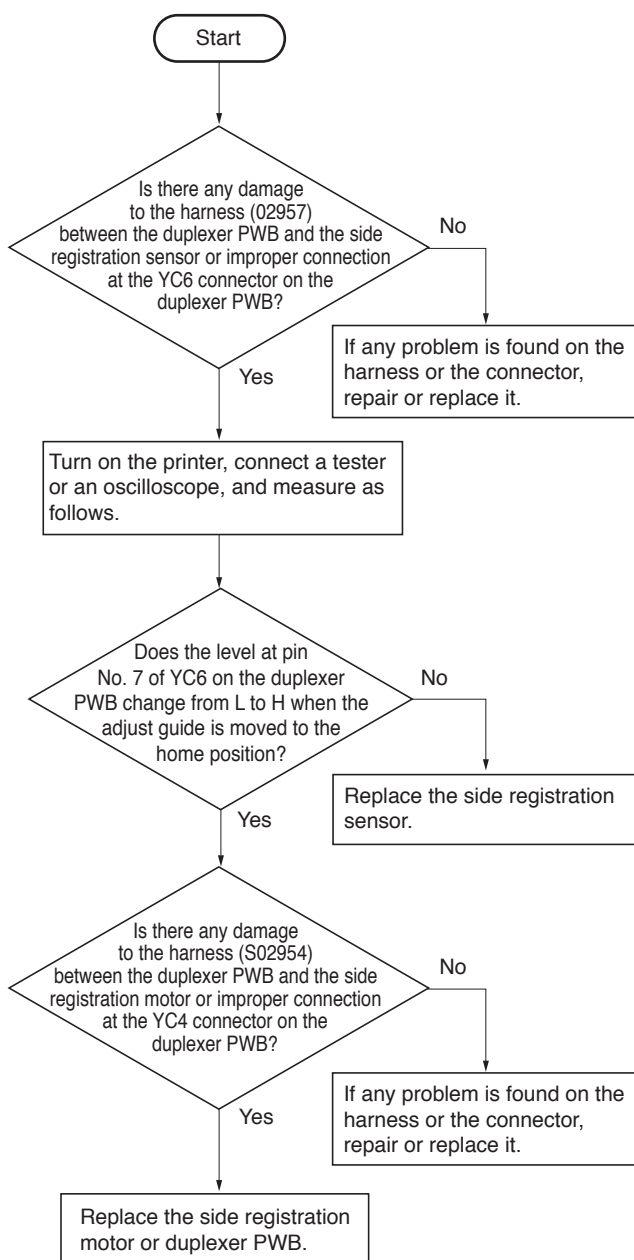 Start
Is there any damage
to the harness (02957)
between the duplexer PWB and the side
registration sensor or improper connection
at the YC6 connector on the
duplexer PWB?
No
If any problem is found on the
harness or the connector,
repair or replace it.
Yes
Turn on the printer, connect a tester
or an oscilloscope, and measure as
follows.
Does the level at pin
No. 7 of YC6 on the duplexer
PWB change from L to H when the
adjust guide is moved to the
home position?
No
Replace the side registration
sensor.
Yes
Is there any damage
to the harness (S02954)
between the duplexer PWB and the side
registration motor or improper connection
at the YC4 connector on the
duplexer PWB?
No
If any problem is found on the
harness or the connector,
repair or replace it.
Yes
Replace the side registration
motor or duplexer PWB.